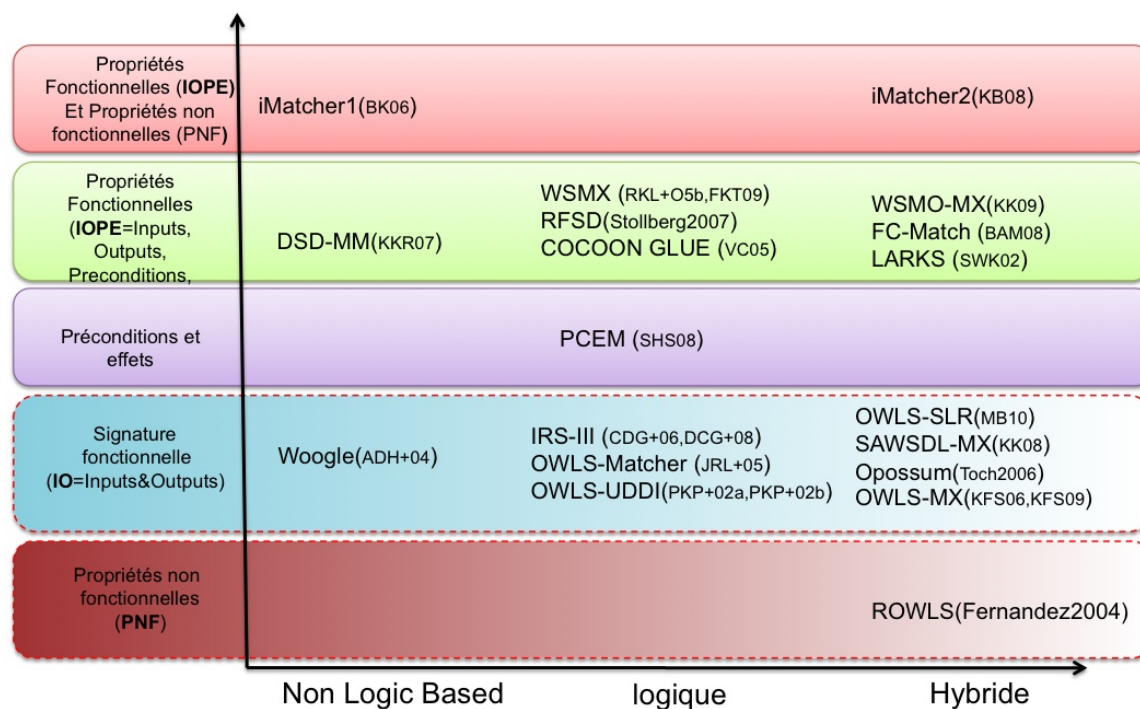 Propriétés
Fonctionnelles (IOPE)
Et Propriétés non
fonctionnelles (PNF)
iMatcher1(BK06)
iMatcher2(KB08)
Propriétés
Fonctionnelles
(IOPE=Inputs,
Outputs,
Preconditions,
DSD-MM(KKR07)
WSMX (RKL+O5b,FKT09)
RFSD(Stollberg2007)
COCOON GLUE (VC05)
WSMO-MX(KK09)
FC-Match (BAM08)
LARKS (SWK02)
Préconditions et
effets
PCEM (SHS08)
Signature
fonctionnelle
(IO=Inputs&Outputs)
Woogle(ADH+04)
IRS-III (CDG+06,DCG+08)
OWLS-Matcher (JRL+05)
OWLS-UDDI(PKP+02a,PKP+02b)
OWLS-SLR(MB10)
SAWSDL-MX(KK08)
Opossum(Toch2006)
OWLS-MX(KFS06,KFS09)
Propriétés non
fonctionnelles
(PNF)
ROWLS(Fernandez2004)
Non Logic Based
logique
Hybride